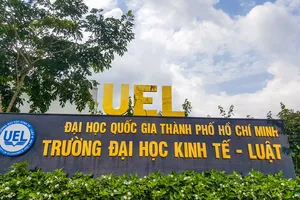 UEL
ĐẠI HỌC QUỐC GIA THÀNH PHỐ HỒ CHÍ MINH
UEL
TRƯỜNG ĐẠI HỌC KINH TẾ - LUẬT